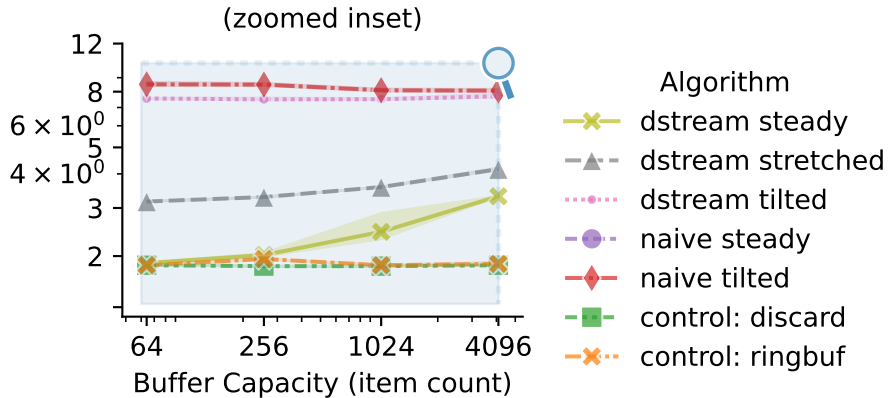 (zoomed inset)
12
8
6 × 10⁰
5
4 × 10⁰
3
2
64 256 1024 4096
Buffer Capacity (item count)
Algorithm
dstream steady
dstream stretched
dstream tilted
naive steady
naive tilted
control: discard
control: ringbuf